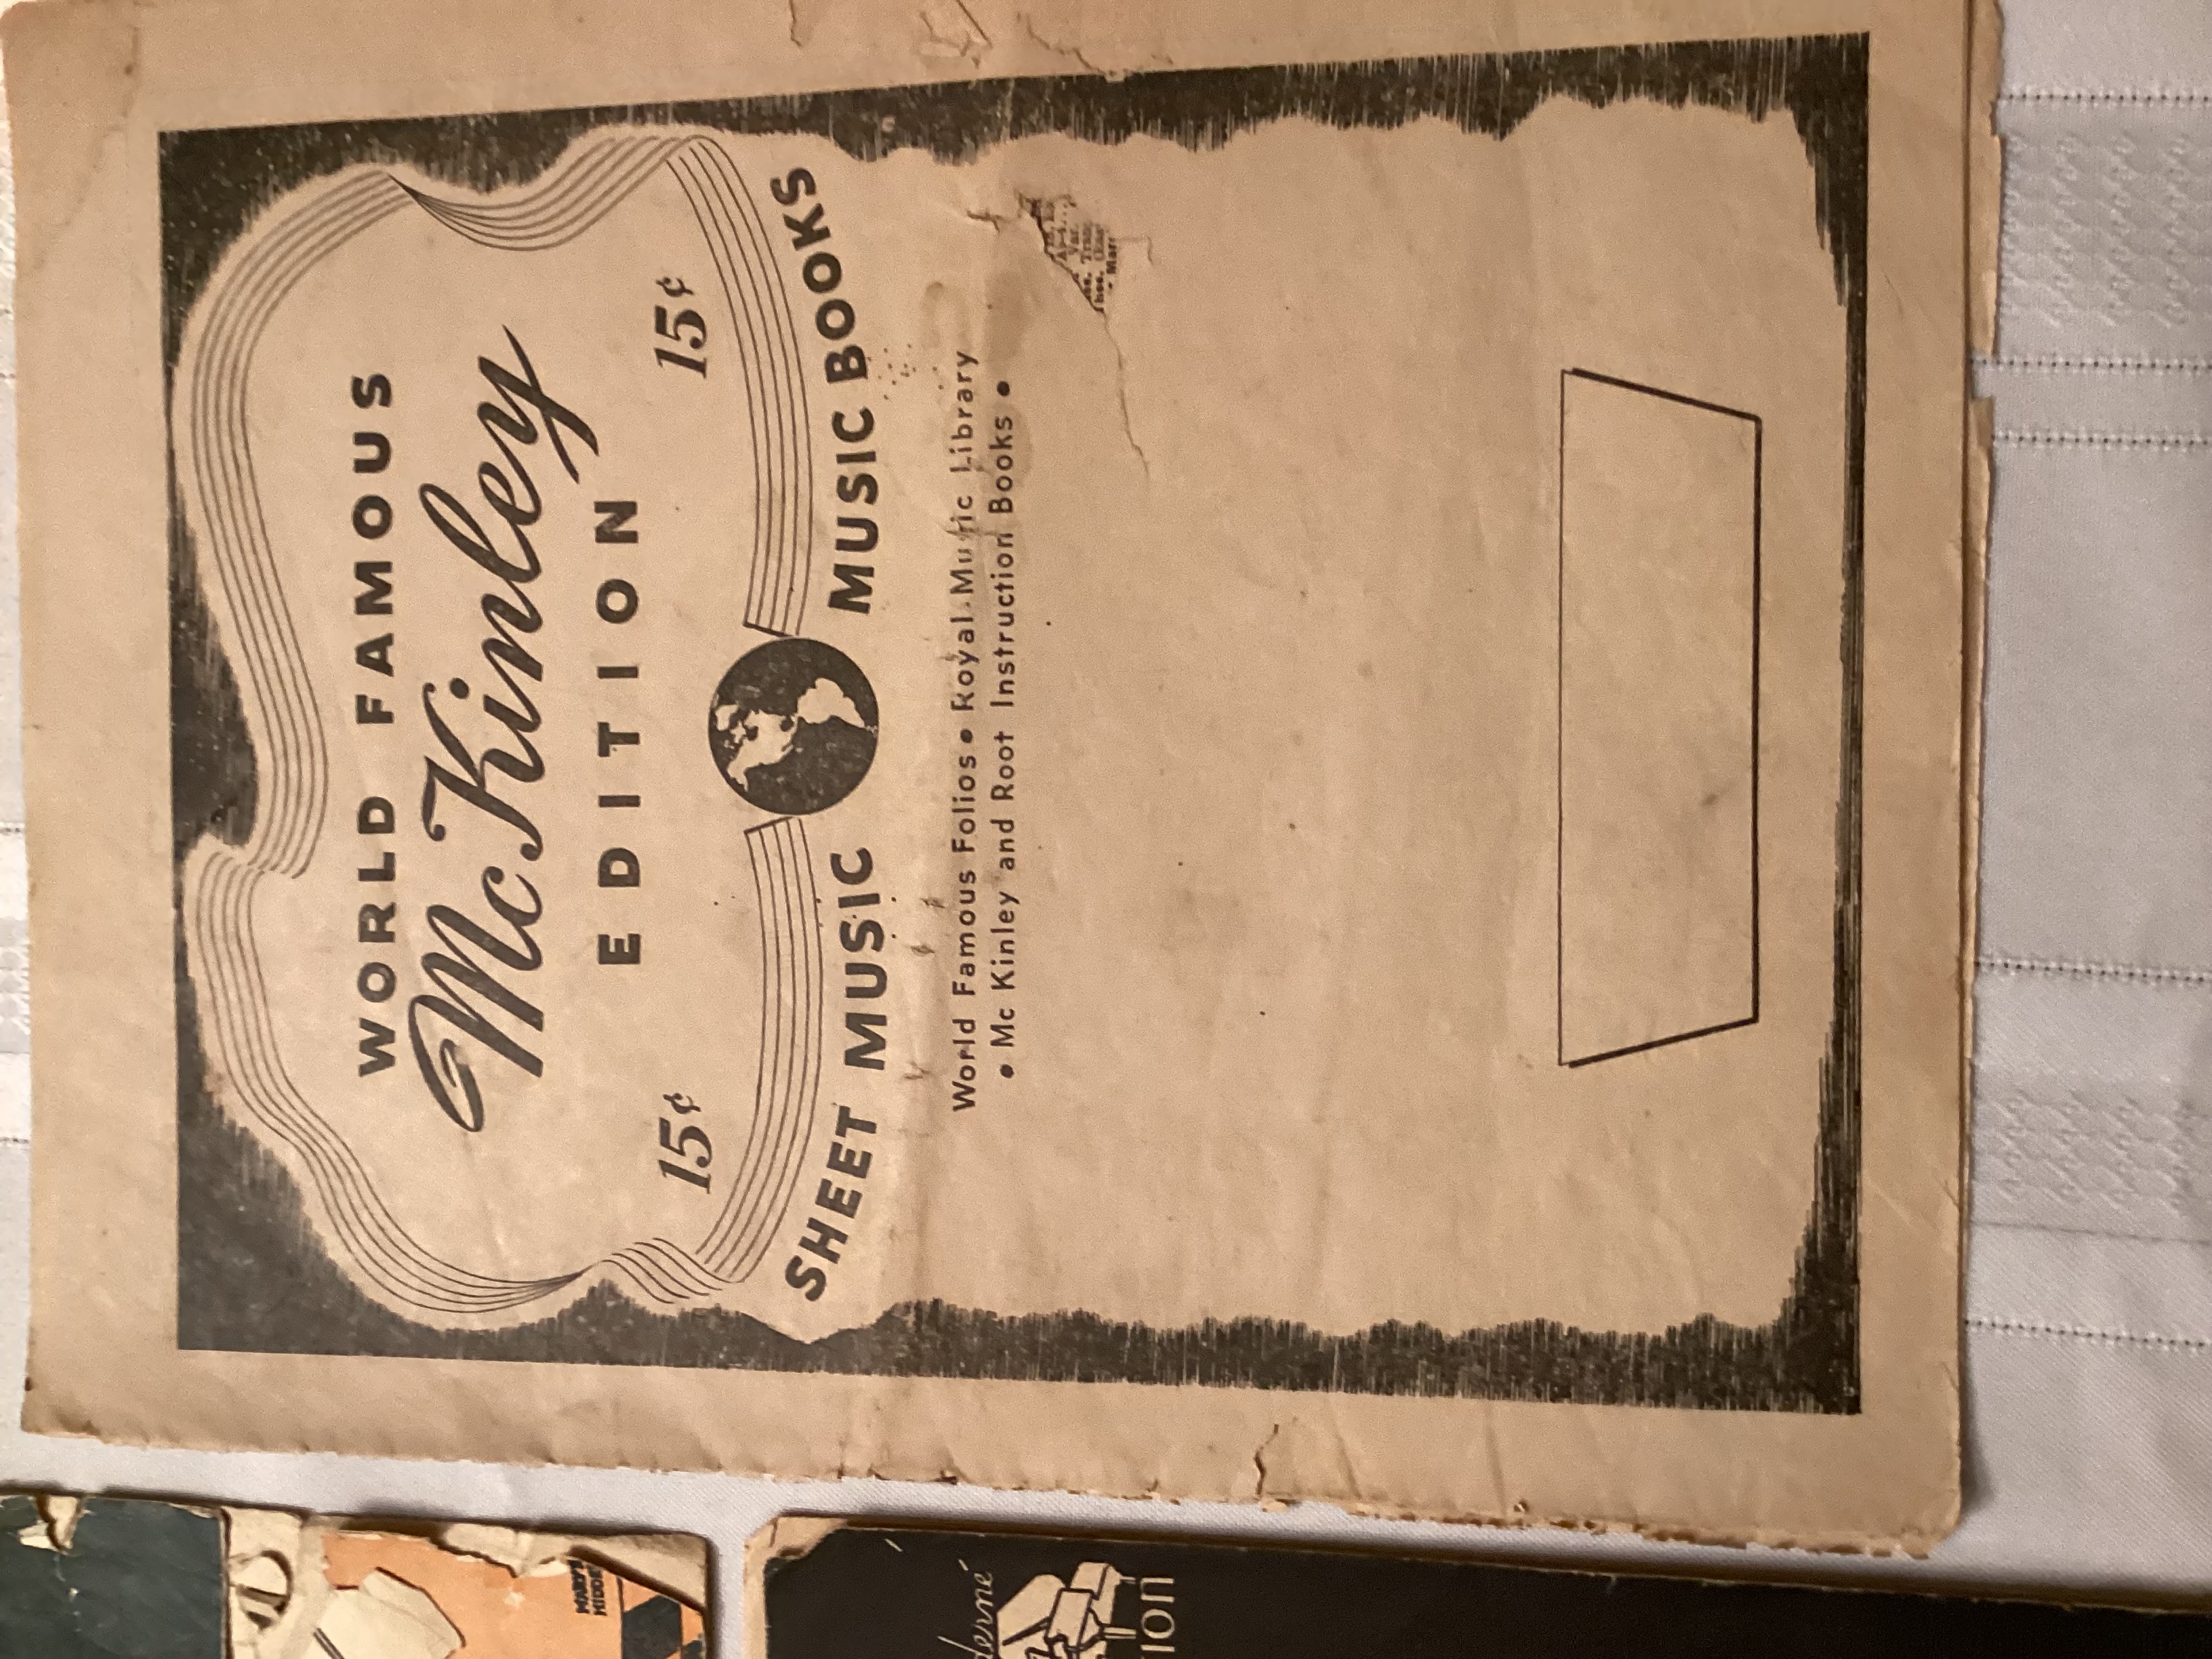 WORLD FAMOUS
McKinley
EDITION
15¢ 15¢
SHEET MUSIC MUSIC BOOKS
World Famous Folios • Royal Music Library
• Mc Kinley and Root Instruction Books •